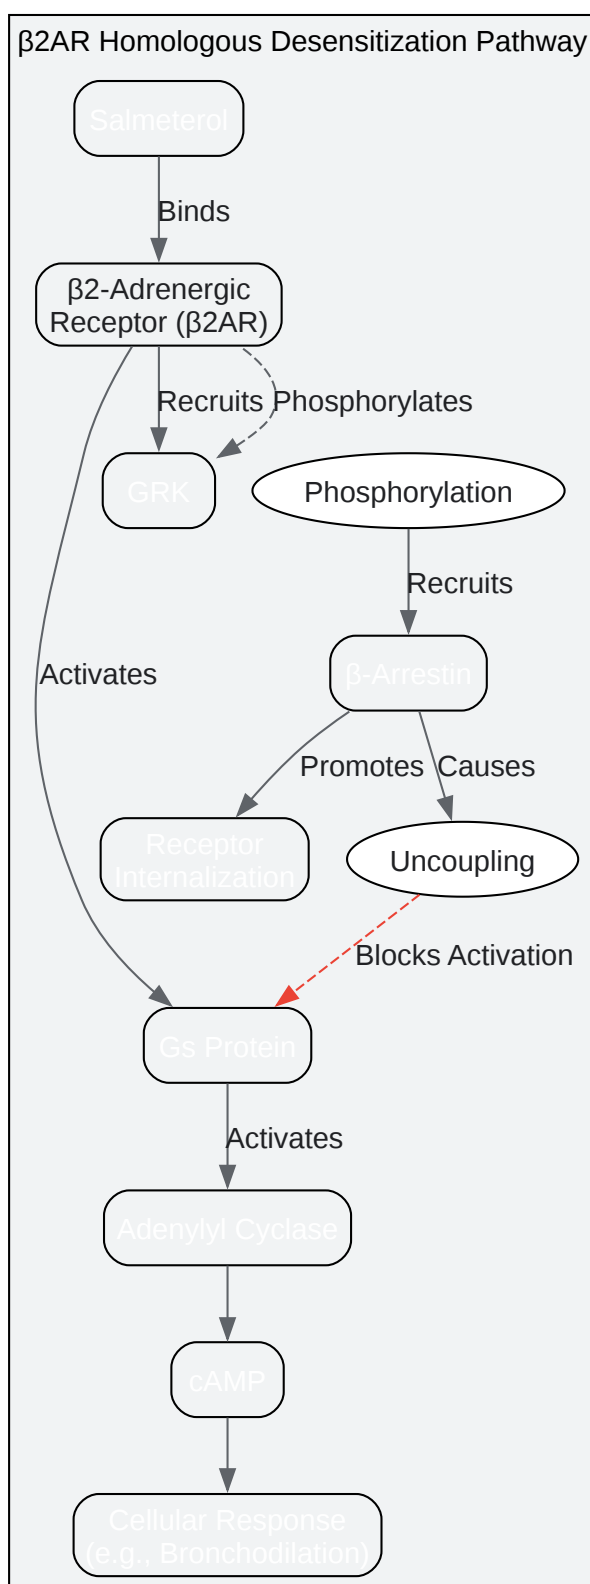 β2AR Homologous Desensitization Pathway
Salmeterol
Binds
β2-Adrenergic
Receptor (β2AR)
Recruits
Phosphorylates
GRK
Phosphorylation
Recruits
Activates
β-Arrestin
Promotes
Causes
Receptor
Internalization
Uncoupling
Blocks Activation
Gs Protein
Activates
Adenylyl Cyclase
cAMP
Cellular Response
(e.g., Bronchodilation)